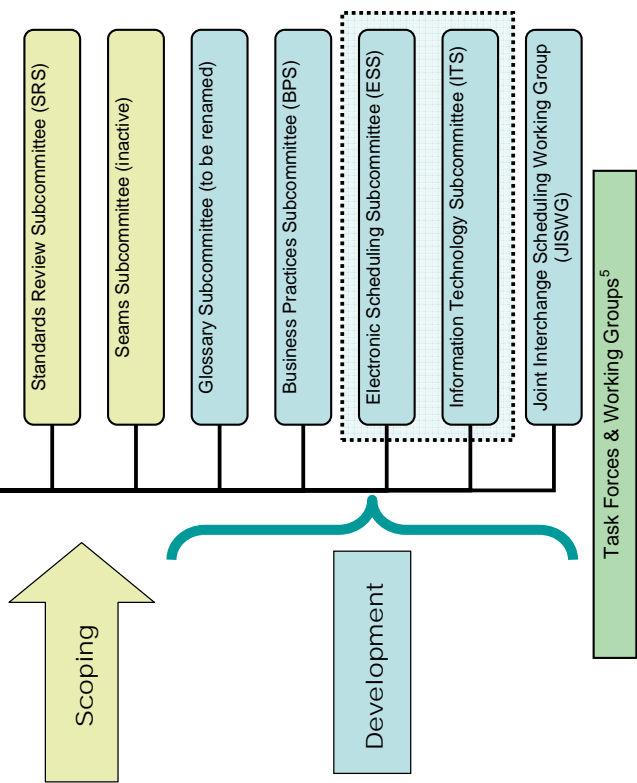 Standards Review Subcommittee (SRS)
Seams Subcommittee (inactive)
Glossary Subcommittee (to be renamed)
Business Practices Subcommittee (BPS)
Electronic Scheduling Subcommittee (ESS)
Information Technology Subcommittee (ITS)
Joint Interchange Scheduling Working Group
(JISWG)
Task Forces & Working Groups⁵
Scoping
Development